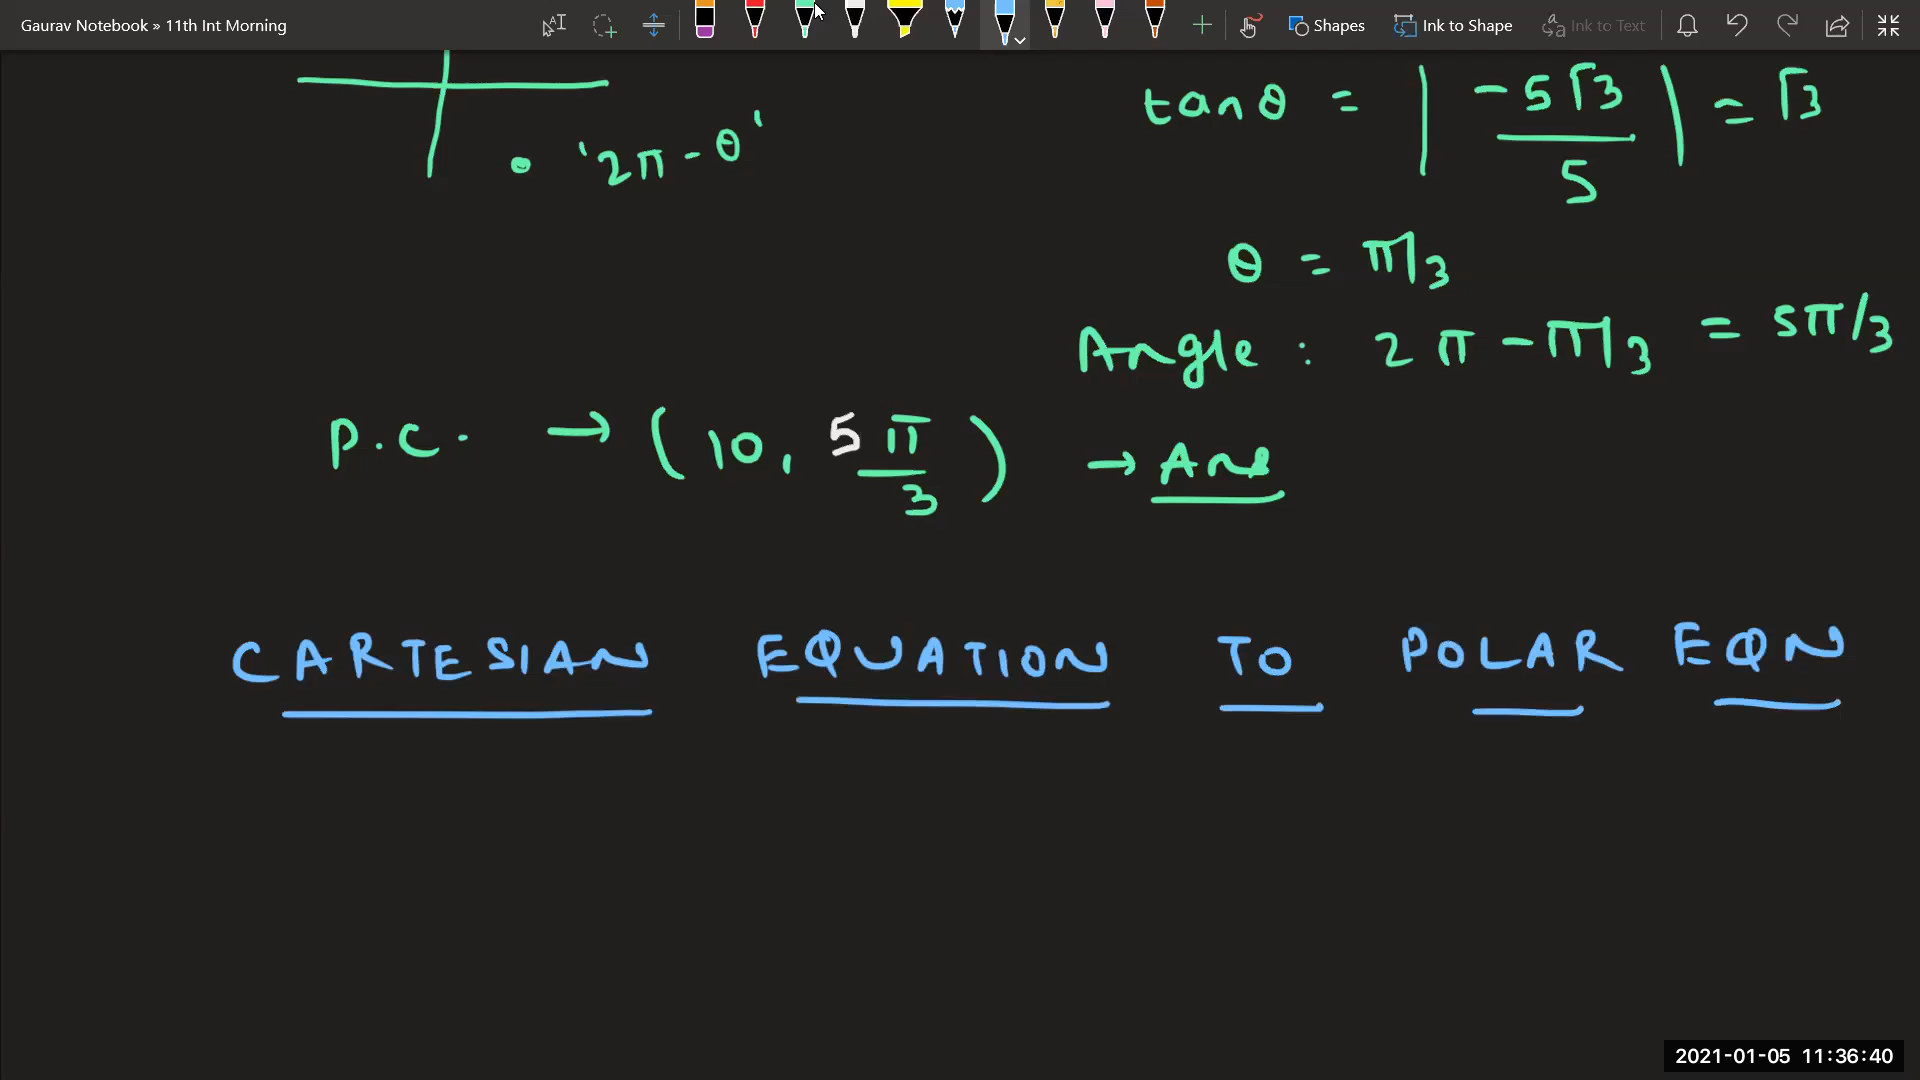 Gaurav Notebook » 11th Int Morning
Shapes
Ink to Shape
Ink to Text
tanθ = | -5√3 / 5 | = √3
'2π - θ'
θ = π/3
Angle : 2π - π/3 = 5π/3
P.C. → (10, 5π/3) → Ans
CARTESIAN EQUATION TO POLAR EQN
2021-01-05 11:36:40